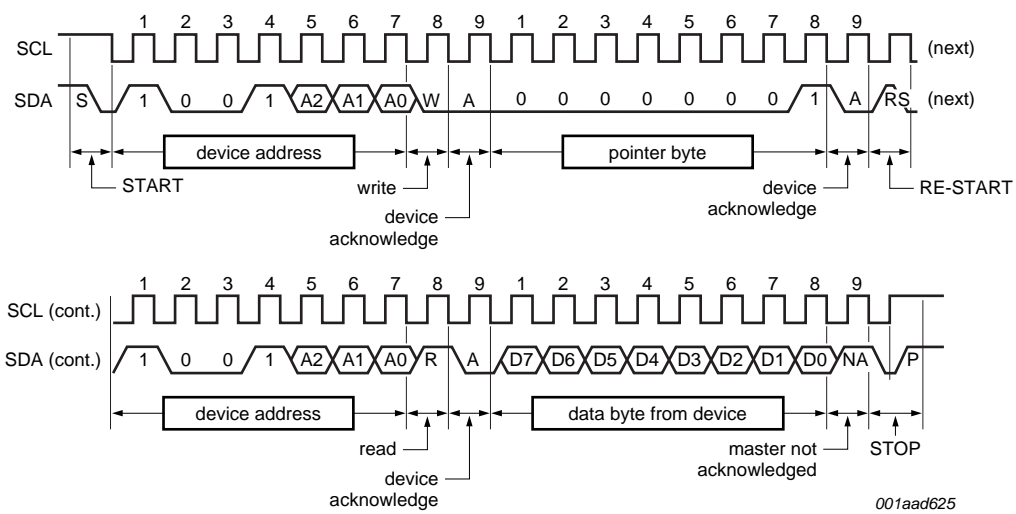 1 2 3 4 5 6 7 8 9 1 2 3 4 5 6 7 8 9
SCL (next)
SDA S 1 0 0 1 A2 A1 A0 W A 0 0 0 0 0 0 0 1 A RS (next)
device address pointer byte
START write device RE-START
device acknowledge
acknowledge
1 2 3 4 5 6 7 8 9 1 2 3 4 5 6 7 8 9
SCL (cont.)
SDA (cont.) 1 0 0 1 A2 A1 A0 R A D7 D6 D5 D4 D3 D2 D1 D0 NA P
device address data byte from device
read master not STOP
device acknowledged
acknowledge
001aad625